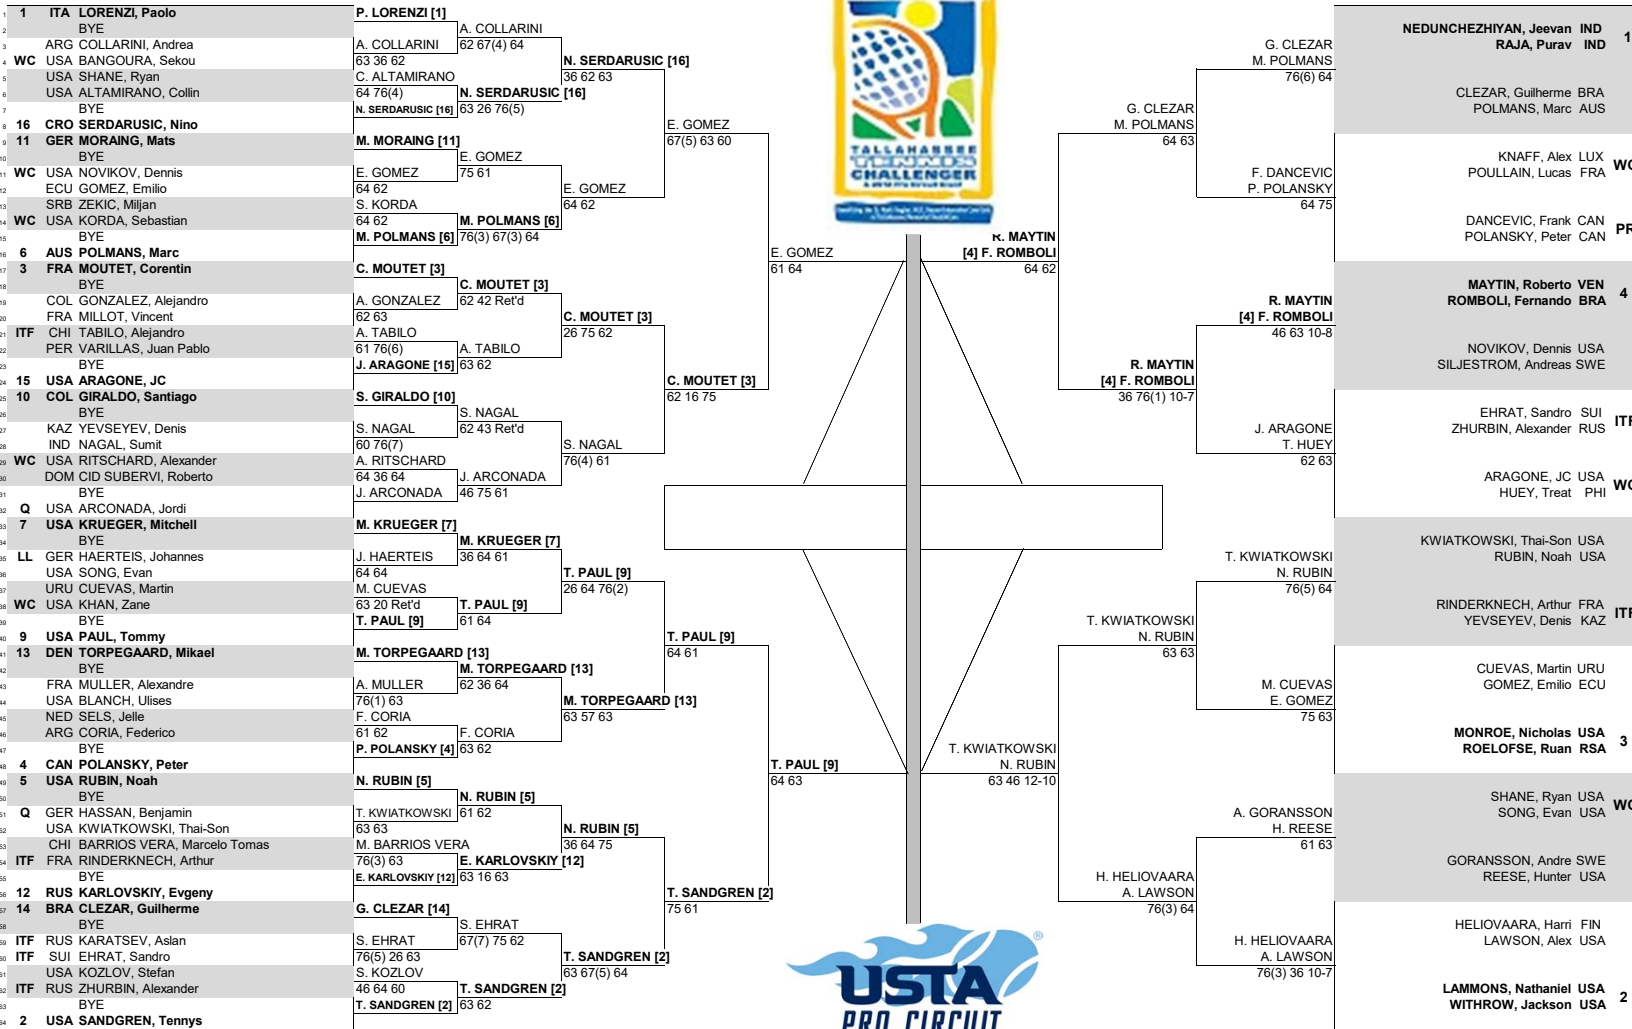 1 ITA LORENZI, Paolo
BYE
ARG COLLARINI, Andrea
WC USA BANGOURA, Sekou
USA SHANE, Ryan
USA ALTAMIRANO, Collin
BYE
16 CRO SERDARUSIC, Nino
11 GER MORAING, Mats
BYE
WC USA NOVIKOV, Dennis
ECU GOMEZ, Emilio
SRB ZEKIC, Miljan
WC USA KORDA, Sebastian
BYE
6 AUS POLMANS, Marc
3 FRA MOUTET, Corentin
BYE
COL GONZALEZ, Alejandro
FRA MILLOT, Vincent
ITF CHI TABILO, Alejandro
PER VARILLAS, Juan Pablo
BYE
15 USA ARAGONE, JC
10 COL GIRALDO, Santiago
BYE
KAZ YEVSEYEV, Denis
IND NAGAL, Sumit
WC USA RITSCHARD, Alexander
DOM CID SUBERVI, Roberto
BYE
Q USA ARCONADA, Jordi
7 USA KRUEGER, Mitchell
BYE
LL GER HAERTEIS, Johannes
USA SONG, Evan
URU CUEVAS, Martin
WC USA KHAN, Zane
BYE
9 USA PAUL, Tommy
13 DEN TORPEGAARD, Mikael
BYE
FRA MULLER, Alexandre
USA BLANCH, Ulises
NED SELS, Jelle
ARG CORIA, Federico
BYE
4 CAN POLANSKY, Peter
5 USA RUBIN, Noah
BYE
Q GER HASSAN, Benjamin
USA KWIATKOWSKI, Thai-Son
CHI BARRIOS VERA, Marcelo Tomas
ITF FRA RINDERKNECH, Arthur
BYE
12 RUS KARLOVSKIY, Evgeny
14 BRA CLEZAR, Guilherme
BYE
ITF RUS KARATSEV, Aslan
ITF SUI EHRAT, Sandro
USA KOZLOV, Stefan
ITF RUS ZHURBIN, Alexander
BYE
2 USA SANDGREN, Tennys
P. LORENZI [1]
A. COLLARINI
63 36 62
C. ALTAMIRANO
64 76(4)
N. SERDARUSIC [16]
M. MORAING [11]
E. GOMEZ
64 62
S. KORDA
64 62
M. POLMANS [6]
C. MOUTET [3]
A. GONZALEZ
62 63
A. TABILO
61 76(6)
J. ARAGONE [15]
S. GIRALDO [10]
S. NAGAL
60 76(7)
A. RITSCHARD
64 36 64
J. ARCONADA
M. KRUEGER [7]
J. HAERTEIS
64 64
M. CUEVAS
63 20 Ret'd
T. PAUL [9]
M. TORPEGAARD [13]
A. MULLER
76(1) 63
F. CORIA
61 62
P. POLANSKY [4]
N. RUBIN [5]
T. KWIATKOWSKI
63 63
M. BARRIOS VERA
76(3) 63
E. KARLOVSKIY [12]
G. CLEZAR [14]
S. EHRAT
76(5) 26 63
S. KOZLOV
46 64 60
T. SANDGREN [2]
A. COLLARINI
62 67(4) 64
N. SERDARUSIC [16]
63 26 76(5)
E. GOMEZ
75 61
M. POLMANS [6]
76(3) 67(3) 64
C. MOUTET [3]
62 42 Ret'd
A. TABILO
63 62
S. NAGAL
62 43 Ret'd
J. ARCONADA
46 75 61
M. KRUEGER [7]
36 64 61
T. PAUL [9]
61 64
M. TORPEGAARD [13]
62 36 64
F. CORIA
63 62
N. RUBIN [5]
61 62
E. KARLOVSKIY [12]
63 16 63
S. EHRAT
67(7) 75 62
T. SANDGREN [2]
63 62
N. SERDARUSIC [16]
36 62 63
E. GOMEZ
64 62
C. MOUTET [3]
26 75 62
S. NAGAL
76(4) 61
T. PAUL [9]
26 64 76(2)
M. TORPEGAARD [13]
63 57 63
N. RUBIN [5]
36 64 75
T. SANDGREN [2]
63 67(5) 64
E. GOMEZ
67(5) 63 60
C. MOUTET [3]
62 16 75
T. PAUL [9]
64 61
T. SANDGREN [2]
75 61
E. GOMEZ
61 64
T. PAUL [9]
64 63
TALLAHASSEE
TENNIS
CHALLENGER
USTA
PRO CIRCUIT
R. MAYTIN
[4] F. ROMBOLI
64 62
T. KWIATKOWSKI
N. RUBIN
63 46 12-10
G. CLEZAR
M. POLMANS
64 63
R. MAYTIN
[4] F. ROMBOLI
36 76(1) 10-7
T. KWIATKOWSKI
N. RUBIN
63 63
H. HELIOVAARA
A. LAWSON
76(3) 64
G. CLEZAR
M. POLMANS
76(6) 64
F. DANCEVIC
P. POLANSKY
64 75
R. MAYTIN
[4] F. ROMBOLI
46 63 10-8
J. ARAGONE
T. HUEY
62 63
T. KWIATKOWSKI
N. RUBIN
76(5) 64
M. CUEVAS
E. GOMEZ
75 63
A. GORANSSON
H. REESE
61 63
H. HELIOVAARA
A. LAWSON
76(3) 36 10-7
NEDUNCHEZHIYAN, Jeevan IND
RAJA, Purav IND 1
CLEZAR, Guilherme BRA
POLMANS, Marc AUS
KNAFF, Alex LUX
POULLAIN, Lucas FRA
DANCEVIC, Frank CAN
POLANSKY, Peter CAN PR
MAYTIN, Roberto VEN
ROMBOLI, Fernando BRA 4
NOVIKOV, Dennis USA
SILJESTROM, Andreas SWE
EHRAT, Sandro SUI
ZHURBIN, Alexander RUS
ARAGONE, JC USA
HUEY, Treat PHI
KWIATKOWSKI, Thai-Son USA
RUBIN, Noah USA
RINDERKNECH, Arthur FRA
YEVSEYEV, Denis KAZ
CUEVAS, Martin URU
GOMEZ, Emilio ECU
MONROE, Nicholas USA
ROELOFSE, Ruan RSA 3
SHANE, Ryan USA
SONG, Evan USA
GORANSSON, Andre SWE
REESE, Hunter USA
HELIOVAARA, Harri FIN
LAWSON, Alex USA
LAMMONS, Nathaniel USA
WITHROW, Jackson USA 2